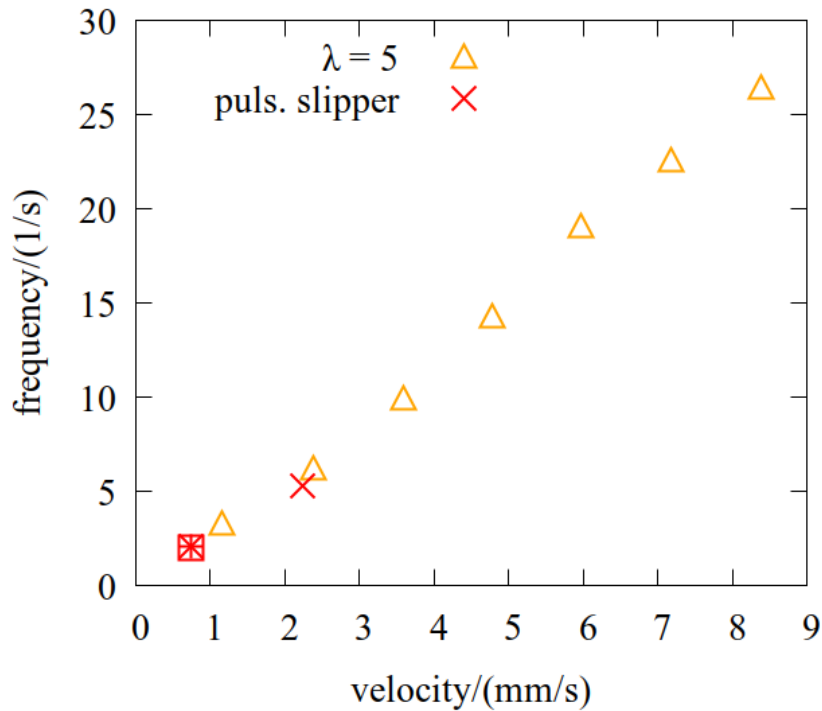 30
25
20
15
10
5
0
frequency/(1/s)
λ = 5
puls. slipper
0 1 2 3 4 5 6 7 8 9
velocity/(mm/s)